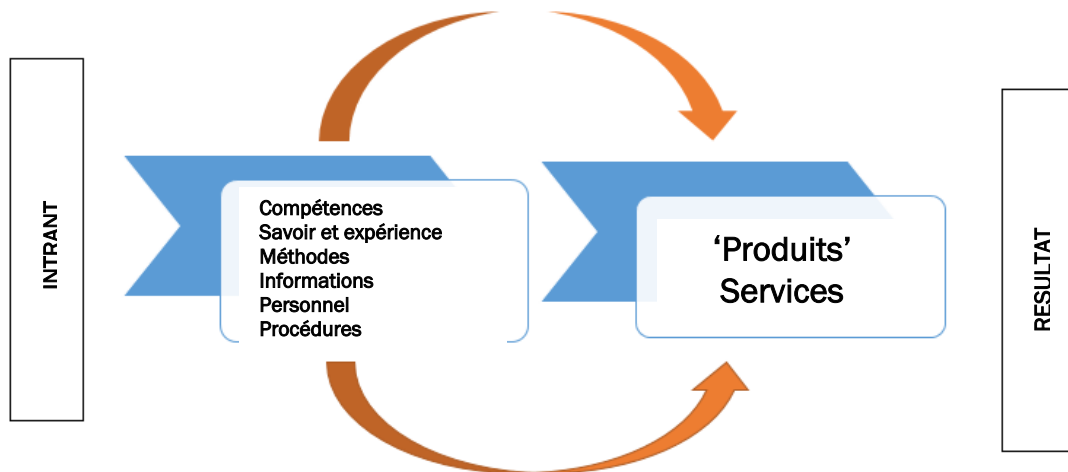 INTRANT
Compétences
Savoir et expérience
Méthodes
Informations
Personnel
Procédures
‘Produits’
Services
RESULTAT